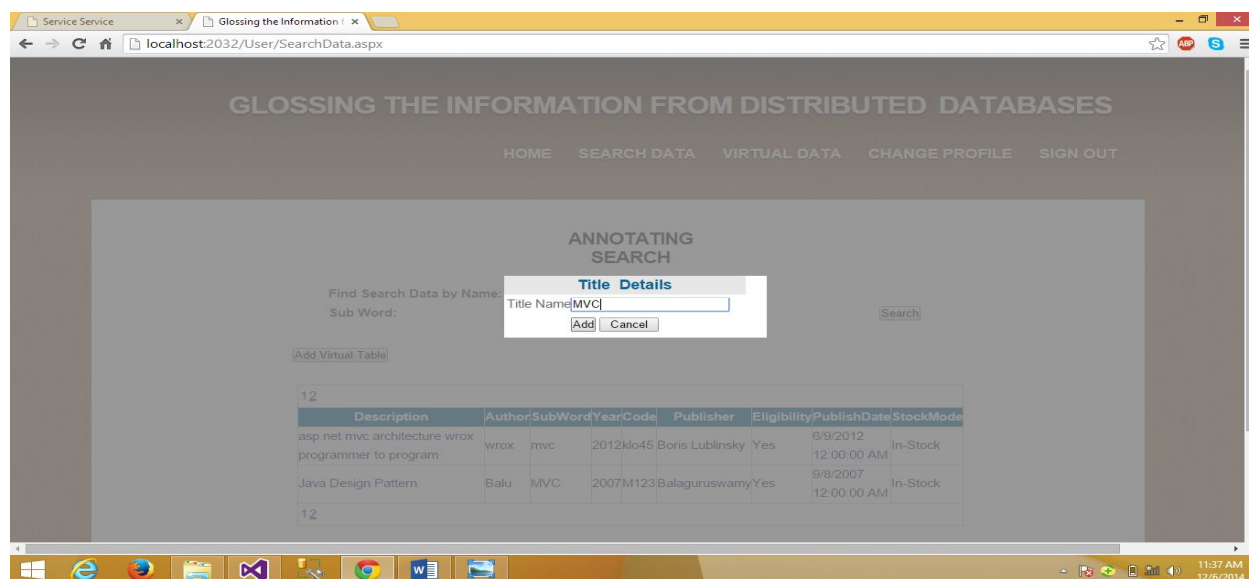 Service Service
Glossing the Information f
localhost:2032/User/SearchData.aspx
ABP
GLOSSING THE INFORMATION FROM DISTRIBUTED DATABASES
HOME SEARCH DATA VIRTUAL DATA CHANGE PROFILE SIGN OUT
ANNOTATING
SEARCH
Find Search Data by Name:
Sub Word:
Search
Title Details
Title Name MVC
Add Cancel
Add Virtual Table
1 2
Description Author SubWord Year Code Publisher Eligibility PublishDate StockMode
asp.net mvc architecture wrox programmer to program wrox mvc 2012 klo45 Boris Lublinsky Yes 6/9/2012 12:00:00 AM In-Stock
Java Design Pattern Balu MVC 2007 M123 Balaguruswamy Yes 9/8/2007 12:00:00 AM In-Stock
1 2
11:37 AM
12/6/2014